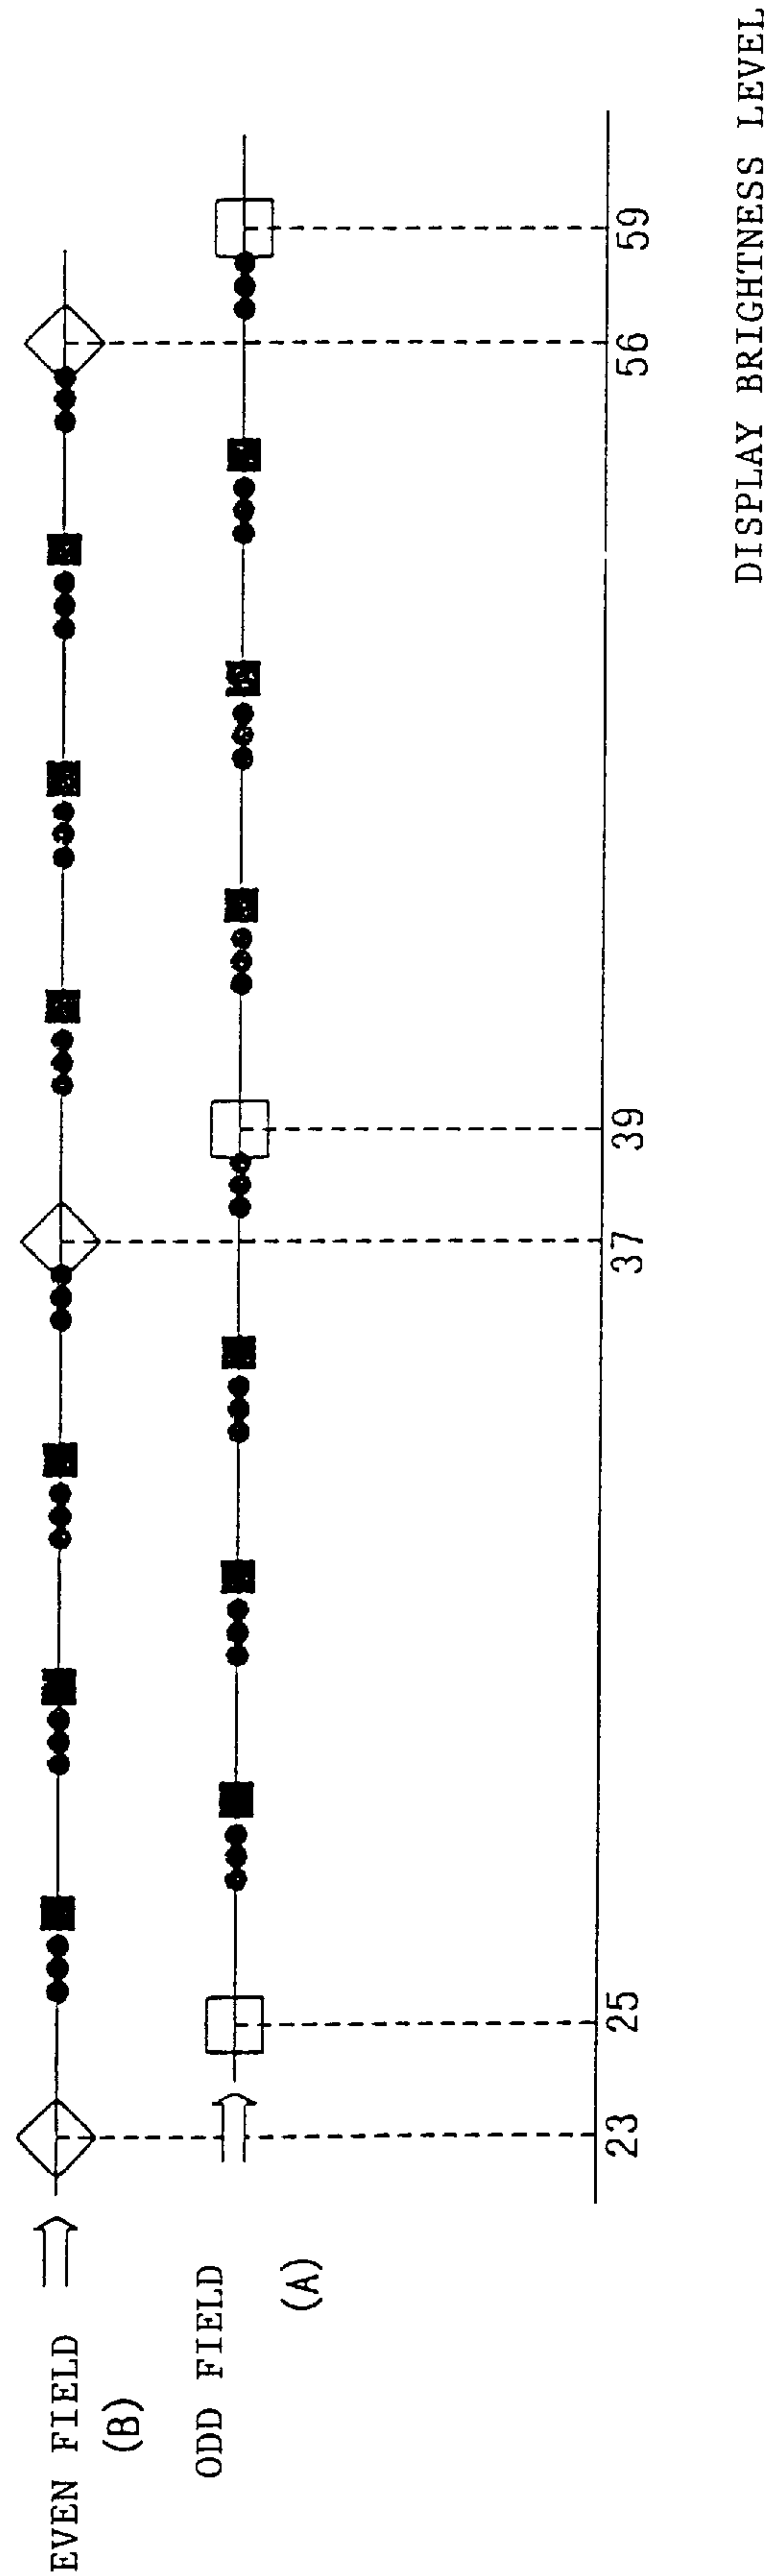 EVEN FIELD
(B)
ODD FIELD
(A)
23 25 37 39 56 59
DISPLAY BRIGHTNESS LEVEL